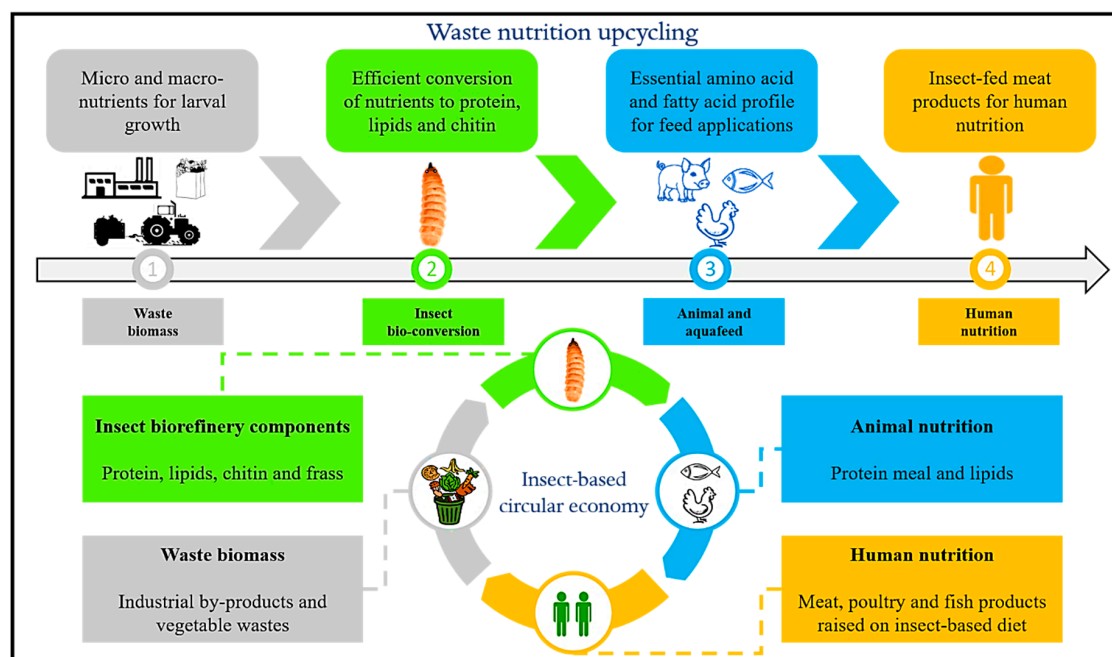 Waste nutrition upcycling
Micro and macro-
nutrients for larval
growth
Efficient conversion
of nutrients to protein,
lipids and chitin
Essential amino acid
and fatty acid profile
for feed applications
Insect-fed meat
products for human
nutrition
1
2
3
4
Waste
biomass
Insect
bio-conversion
Animal and
aquafeed
Human
nutrition
Insect biorefinery components
Protein, lipids, chitin and frass
Waste biomass
Industrial by-products and
vegetable wastes
Insect-based
circular economy
Animal nutrition
Protein meal and lipids
Human nutrition
Meat, poultry and fish products
raised on insect-based diet